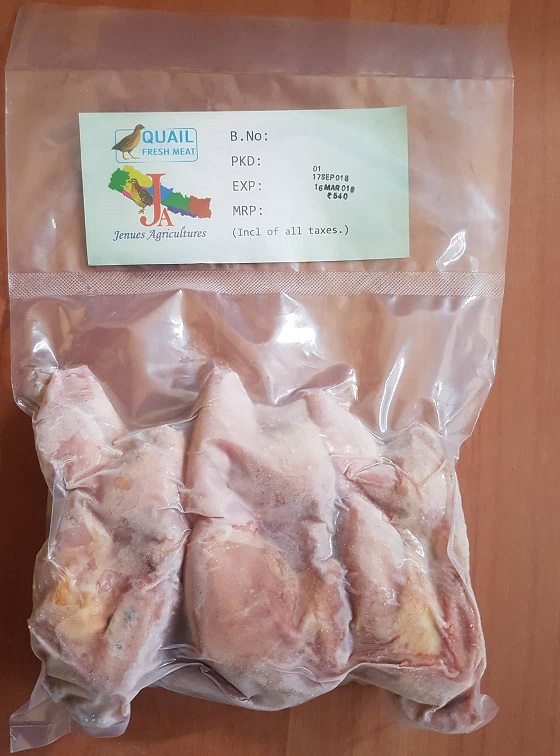 QUAIL
FRESH MEAT
JA
Jenues Agricultures
B.No:
PKD:
EXP:
MRP:
(Incl of all taxes.)
01
17SEP018
16MAR019
₹540